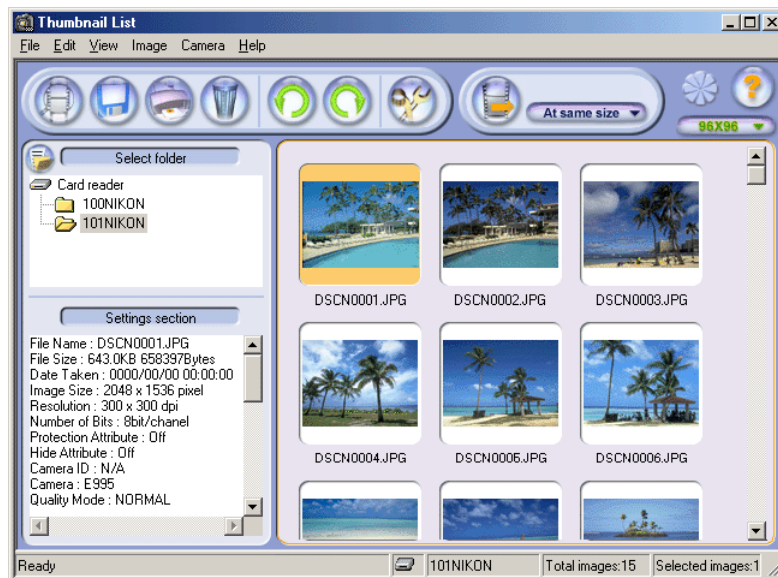 Thumbnail List
File Edit View Image Camera Help
At same size
96X96
Select folder
Card reader
100NIKON
101NIKON
Settings section
File Name : DSCN0001.JPG
File Size : 643.0KB 658397Bytes
Date Taken : 0000/00/00 00:00:00
Image Size : 2048 x 1536 pixel
Resolution : 300 x 300 dpi
Number of Bits : 8bit/chanel
Protection Attribute : Off
Hide Attribute : Off
Camera ID : N/A
Camera : E995
Quality Mode : NORMAL
DSCN0001.JPG DSCN0002.JPG DSCN0003.JPG
DSCN0004.JPG DSCN0005.JPG DSCN0006.JPG
Ready 101NIKON Total images:15 Selected images:1